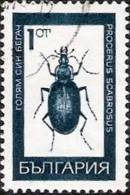 ГОЛЯМ СИН БЕГАЧ
1 СТ
PROCERUS SCABROSUS
БЪЛГАРИЯ